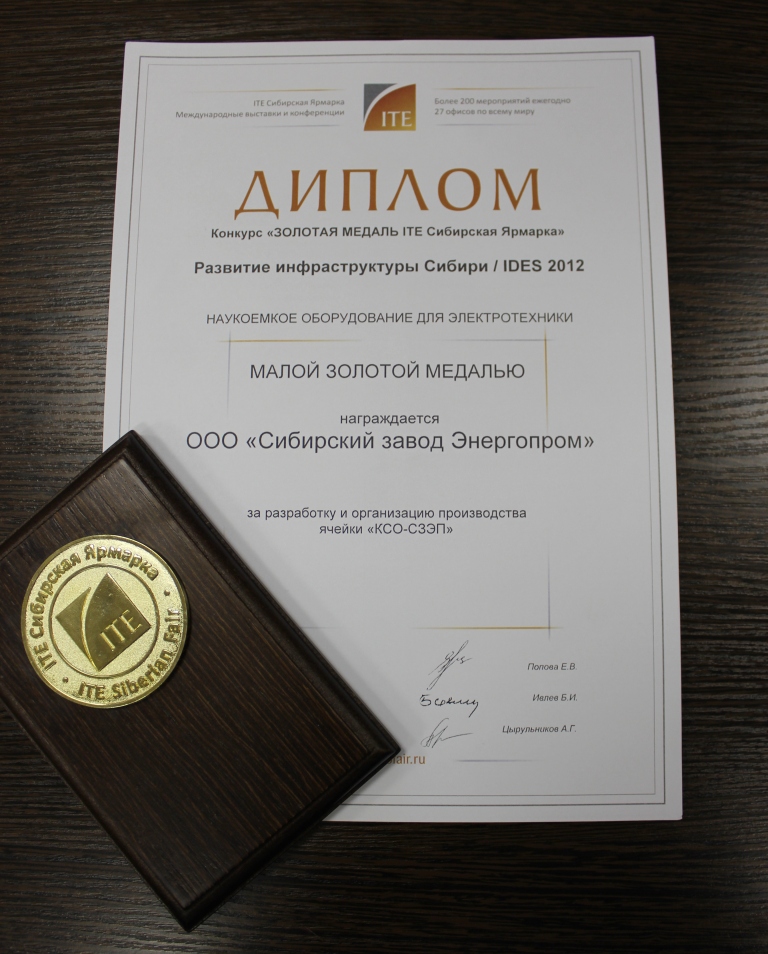 ITE Сибирская Ярмарка
Международные выставки и конференции
ITE
Более 200 мероприятий ежегодно
27 офисов по всему миру
ДИПЛОМ
Конкурс «ЗОЛОТАЯ МЕДАЛЬ ITE Сибирская Ярмарка»
Развитие инфраструктуры Сибири / IDES 2012
НАУКОЕМКОЕ ОБОРУДОВАНИЕ ДЛЯ ЭЛЕКТРОТЕХНИКИ
МАЛОЙ ЗОЛОТОЙ МЕДАЛЬЮ
награждается
ООО «Сибирский завод Энергопром»
за разработку и организацию производства
ячейки «КСО-СЗЭП»
Попова Е.В.
Ивлев Б.И.
Цырульников А.Г.
air.ru
ITE Сибирская Ярмарка
ITE
ITE Siberian Fair